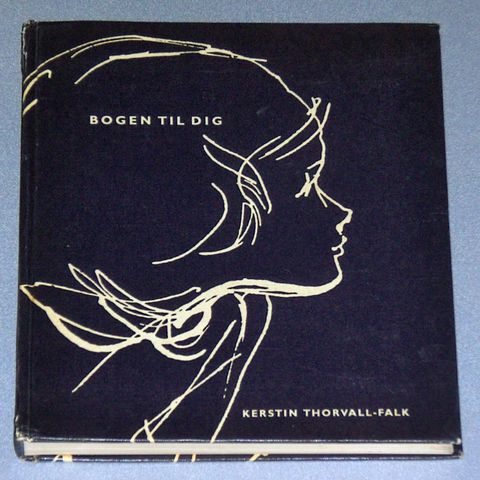 BOGEN TIL DIG
KERSTIN THORVALL-FALK